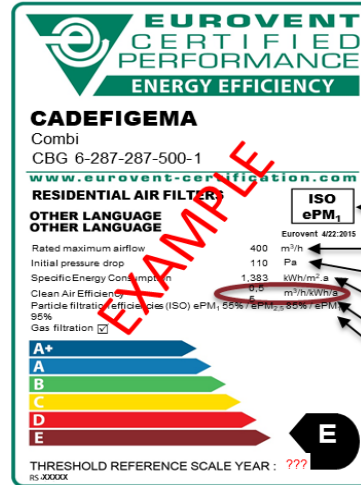 EUROVENT
CERTIFIED
PERFORMANCE
ENERGY EFFICIENCY
CADEFIGEMA
Combi
CBG 6-287-287-500-1
www.eurovent-certification.com
RESIDENTIAL AIR FILTERS
ISO
ePM1
OTHER LANGUAGE
OTHER LANGUAGE
Eurovent 4/22:2015
Rated maximum airflow 400 m³/h
Initial pressure drop 110 Pa
Specific Energy Consumption 1,383 kWh/m².a
Clean Air Efficiency 0,5 m³/h/kWh/a
Particle filtration efficiencies (ISO) ePM1 55% / ePM2,5 85% / ePM
95%
Gas filtration ☑
EXAMPLE
A+
A
B
C
D
E
E
THRESHOLD REFERENCE SCALE YEAR : ???
RS-XXXXX